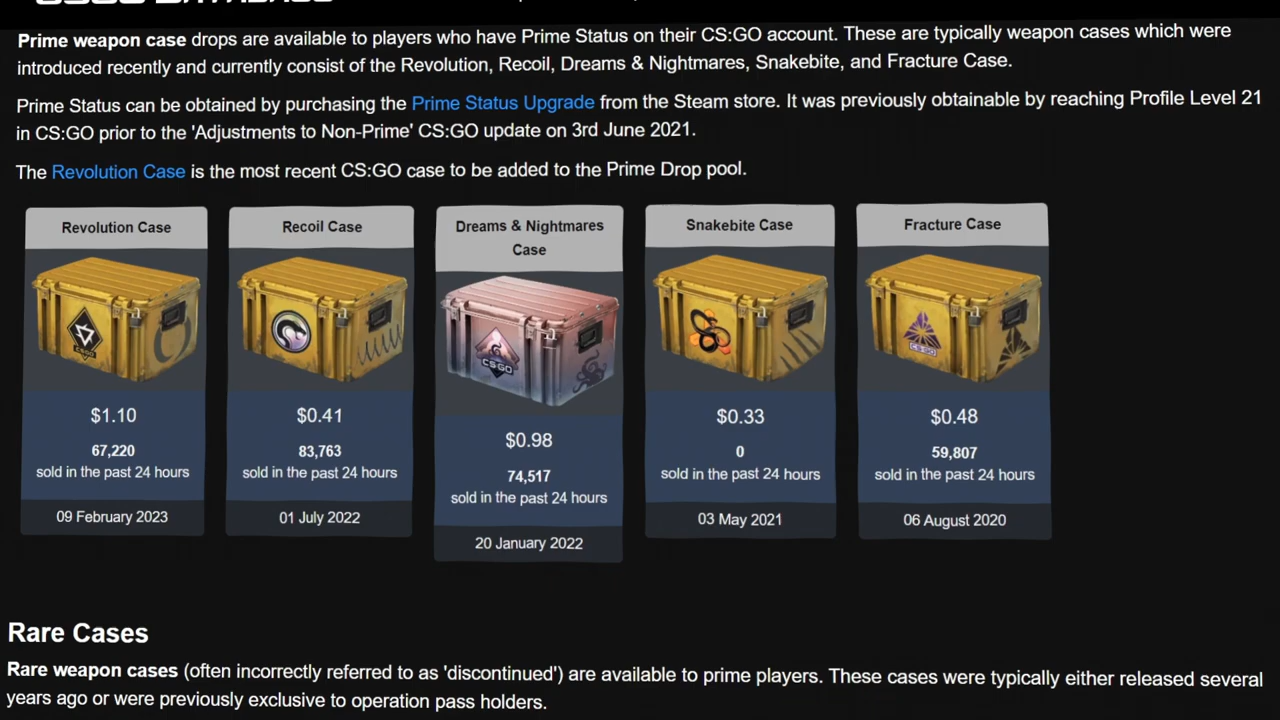 Prime weapon case drops are available to players who have Prime Status on their CS:GO account. These are typically weapon cases which were
introduced recently and currently consist of the Revolution, Recoil, Dreams & Nightmares, Snakebite, and Fracture Case.
Prime Status can be obtained by purchasing the Prime Status Upgrade from the Steam store. It was previously obtainable by reaching Profile Level 21
in CS:GO prior to the 'Adjustments to Non-Prime' CS:GO update on 3rd June 2021.
The Revolution Case is the most recent CS:GO case to be added to the Prime Drop pool.
Revolution Case
CS:GO
$1.10
67,220
sold in the past 24 hours
09 February 2023
Recoil Case
$0.41
83,763
sold in the past 24 hours
01 July 2022
Dreams & Nightmares
Case
CS:GO
$0.98
74,517
sold in the past 24 hours
20 January 2022
Snakebite Case
$0.33
0
sold in the past 24 hours
03 May 2021
Fracture Case
CS:GO
$0.48
59,807
sold in the past 24 hours
06 August 2020
Rare Cases
Rare weapon cases (often incorrectly referred to as 'discontinued') are available to prime players. These cases were typically either released several
years ago or were previously exclusive to operation pass holders.